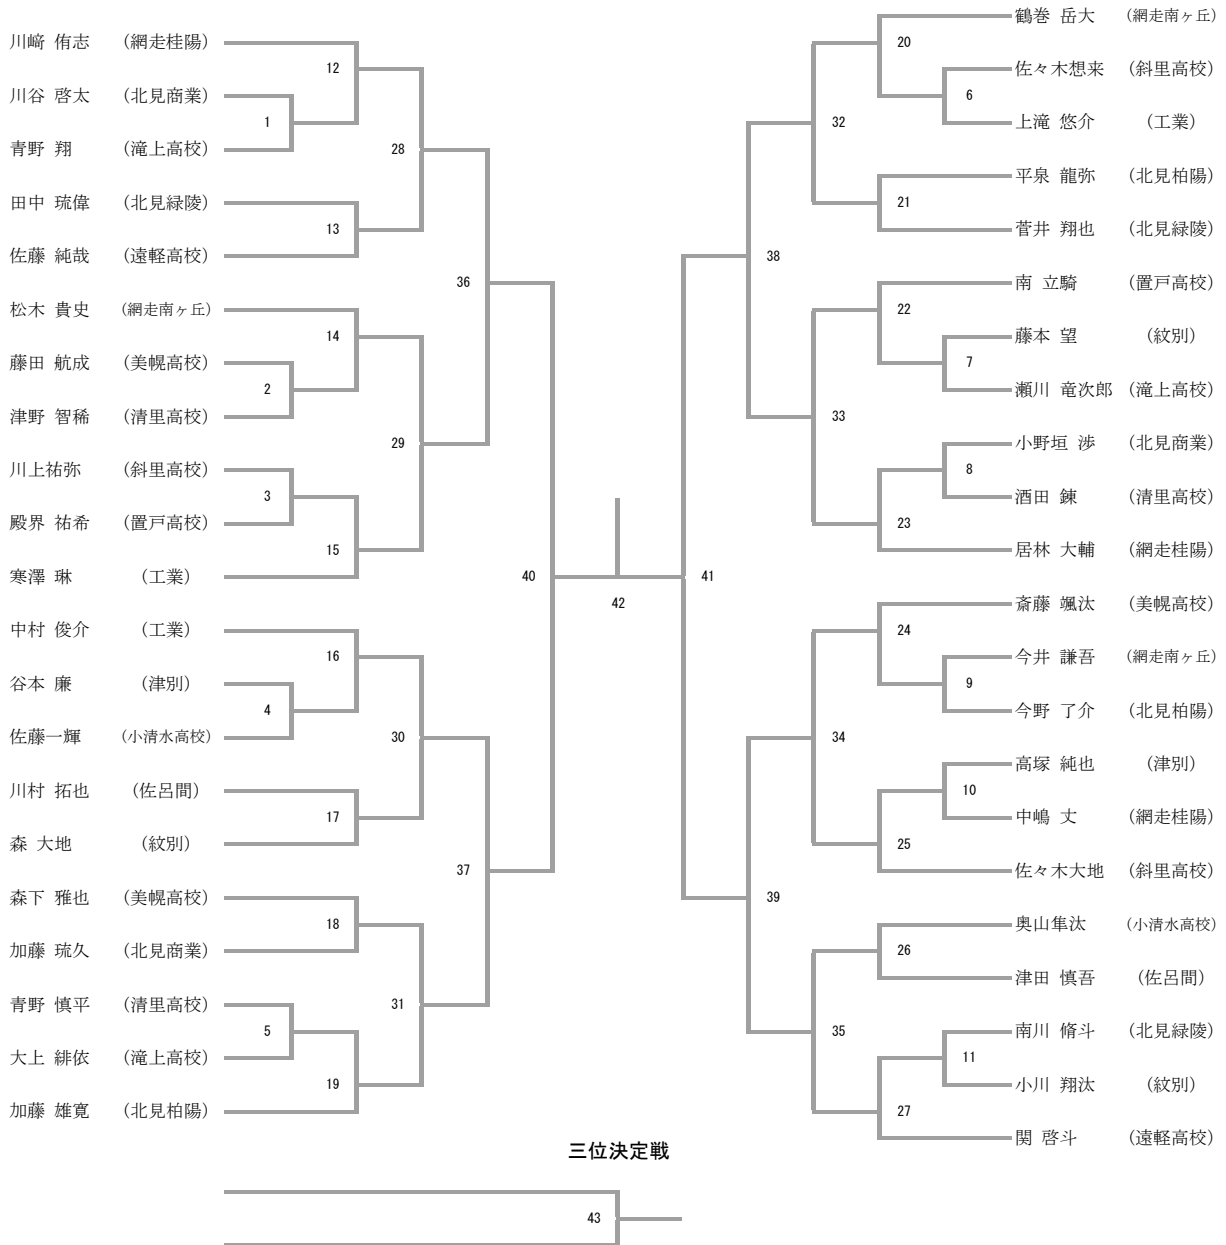 川﨑 侑志 (網走桂陽)
12
川谷 啓太 (北見商業)
1
青野 翔 (滝上高校)
28
田中 琉偉 (北見緑陵)
13
佐藤 純哉 (遠軽高校)
36
松木 貴史 (網走南ヶ丘)
14
藤田 航成 (美幌高校)
2
津野 智稀 (清里高校)
29
川上祐弥 (斜里高校)
3
殿界 祐希 (置戸高校)
15
寒澤 琳 (工業)
40
中村 俊介 (工業)
16
谷本 廉 (津別)
4
佐藤一輝 (小清水高校)
30
川村 拓也 (佐呂間)
17
森 大地 (紋別)
37
森下 雅也 (美幌高校)
18
加藤 琉久 (北見商業)
青野 慎平 (清里高校)
31
5
大上 緋依 (滝上高校)
19
加藤 雄寛 (北見柏陽)
42
41
鶴巻 岳大 (網走南ヶ丘)
20
佐々木想来 (斜里高校)
6
上滝 悠介 (工業)
32
平泉 龍弥 (北見柏陽)
21
菅井 翔也 (北見緑陵)
38
南 立騎 (置戸高校)
22
藤本 望 (紋別)
7
瀬川 竜次郎 (滝上高校)
33
小野垣 渉 (北見商業)
8
酒田 錬 (清里高校)
23
居林 大輔 (網走桂陽)
斎藤 颯汰 (美幌高校)
24
今井 謙吾 (網走南ヶ丘)
9
今野 了介 (北見柏陽)
34
高塚 純也 (津別)
10
中嶋 丈 (網走桂陽)
25
佐々木大地 (斜里高校)
39
奥山隼汰 (小清水高校)
26
津田 慎吾 (佐呂間)
南川 脩斗 (北見緑陵)
35
11
小川 翔汰 (紋別)
27
関 啓斗 (遠軽高校)
三位決定戦
43